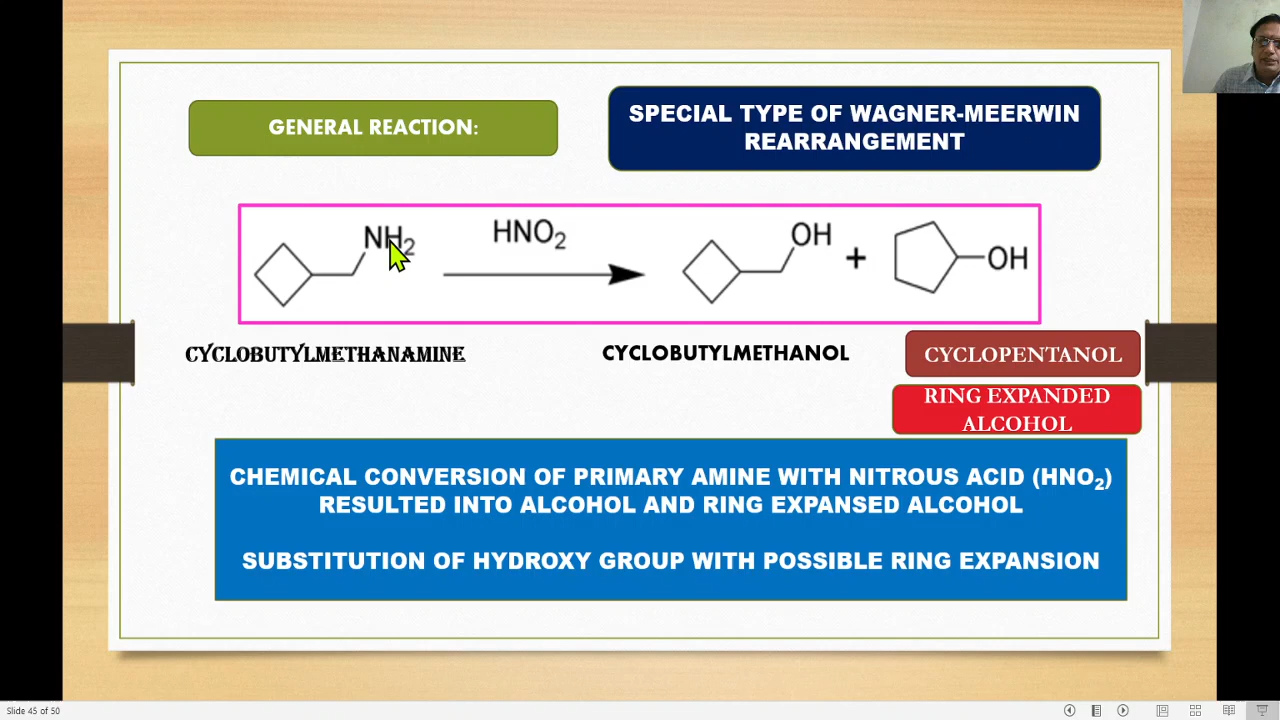 GENERAL REACTION:
SPECIAL TYPE OF WAGNER-MEERWIN
REARRANGEMENT
NH2
HNO2
OH
+
OH
CYCLOBUTYLMETHANAMINE
CYCLOBUTYLMETHANOL
CYCLOPENTANOL
RING EXPANDED
ALCOHOL
CHEMICAL CONVERSION OF PRIMARY AMINE WITH NITROUS ACID (HNO2)
RESULTED INTO ALCOHOL AND RING EXPANSED ALCOHOL
SUBSTITUTION OF HYDROXY GROUP WITH POSSIBLE RING EXPANSION
Slide 45 of 50